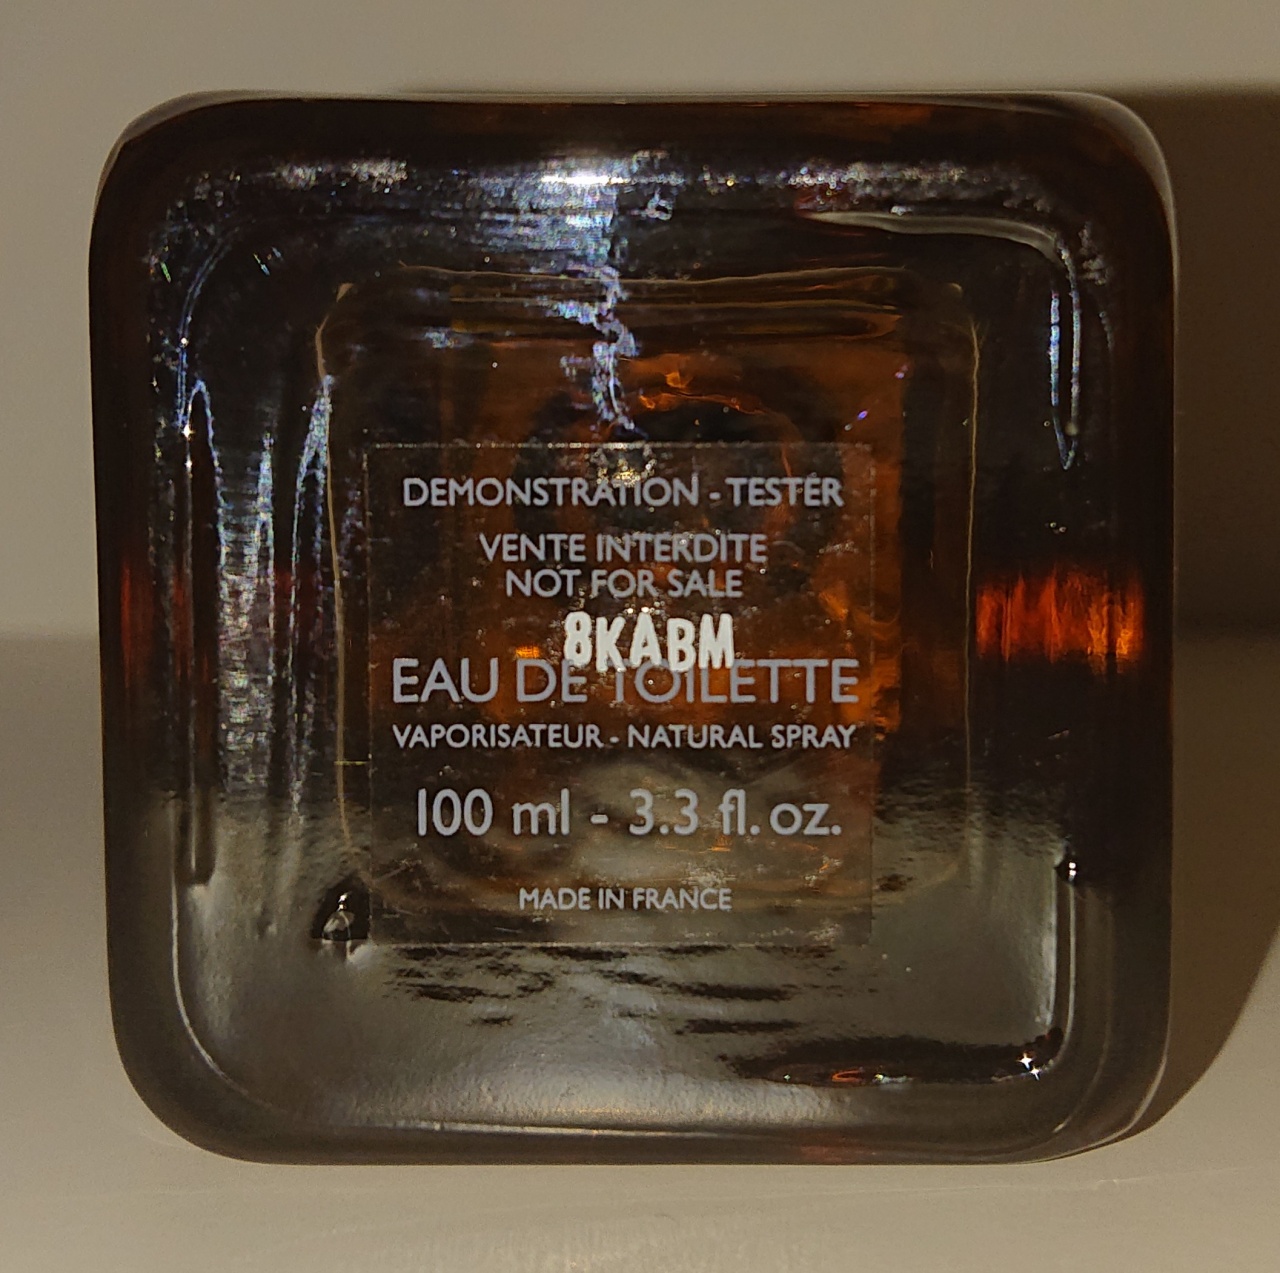 DEMONSTRATION - TESTER
VENTE INTERDITE
NOT FOR SALE
8KABM
EAU DE TOILETTE
VAPORISATEUR - NATURAL SPRAY
100 ml - 3.3 fl. oz.
MADE IN FRANCE